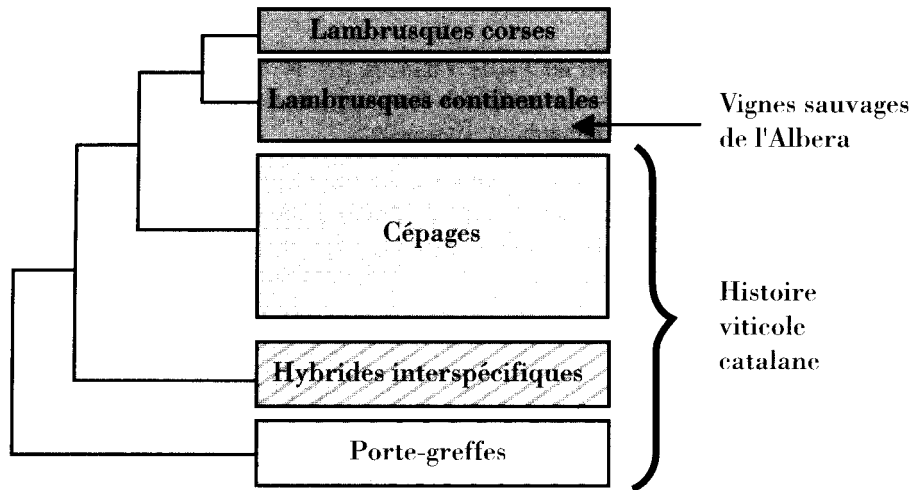 Lambrusques corses
Lambrusques continentales
Vignes sauvages
de l'Albera
Cépages
Histoire
viticole
catalane
Hybrides interspécifiques
Porte-greffes